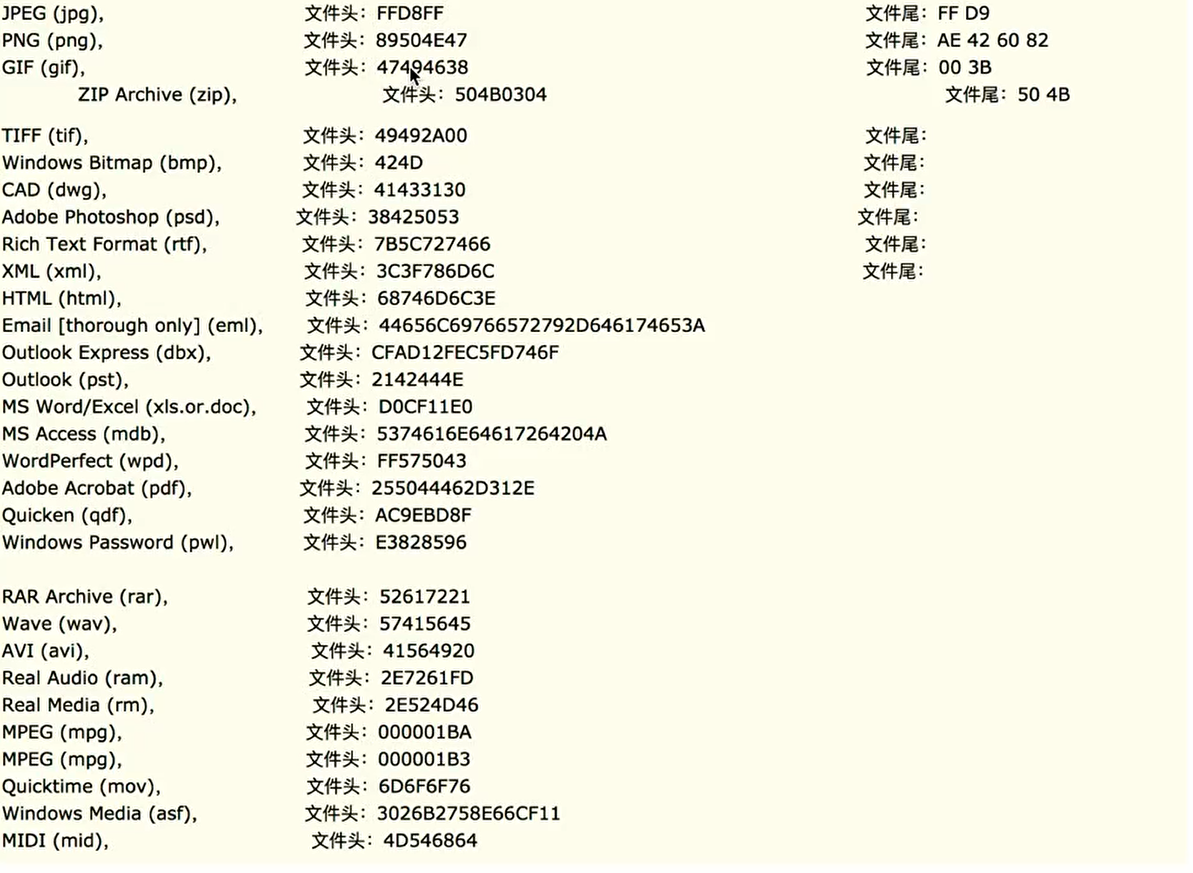 JPEG (jpg), 文件头：FFD8FF 文件尾：FF D9
PNG (png), 文件头：89504E47 文件尾：AE 42 60 82
GIF (gif), 文件头：47494638 文件尾：00 3B
ZIP Archive (zip), 文件头：504B0304 文件尾：50 4B
TIFF (tif), 文件头：49492A00 文件尾：
Windows Bitmap (bmp), 文件头：424D 文件尾：
CAD (dwg), 文件头：41433130 文件尾：
Adobe Photoshop (psd), 文件头：38425053 文件尾：
Rich Text Format (rtf), 文件头：7B5C727466 文件尾：
XML (xml), 文件头：3C3F786D6C 文件尾：
HTML (html), 文件头：68746D6C3E
Email [thorough only] (eml), 文件头：44656C69766572792D646174653A
Outlook Express (dbx), 文件头：CFAD12FEC5FD746F
Outlook (pst), 文件头：2142444E
MS Word/Excel (xls.or.doc), 文件头：D0CF11E0
MS Access (mdb), 文件头：5374616E64617264204A
WordPerfect (wpd), 文件头：FF575043
Adobe Acrobat (pdf), 文件头：255044462D312E
Quicken (qdf), 文件头：AC9EBD8F
Windows Password (pwl), 文件头：E3828596
RAR Archive (rar), 文件头：52617221
Wave (wav), 文件头：57415645
AVI (avi), 文件头：41564920
Real Audio (ram), 文件头：2E7261FD
Real Media (rm), 文件头：2E524D46
MPEG (mpg), 文件头：000001BA
MPEG (mpg), 文件头：000001B3
Quicktime (mov), 文件头：6D6F6F76
Windows Media (asf), 文件头：3026B2758E66CF11
MIDI (mid), 文件头：4D546864